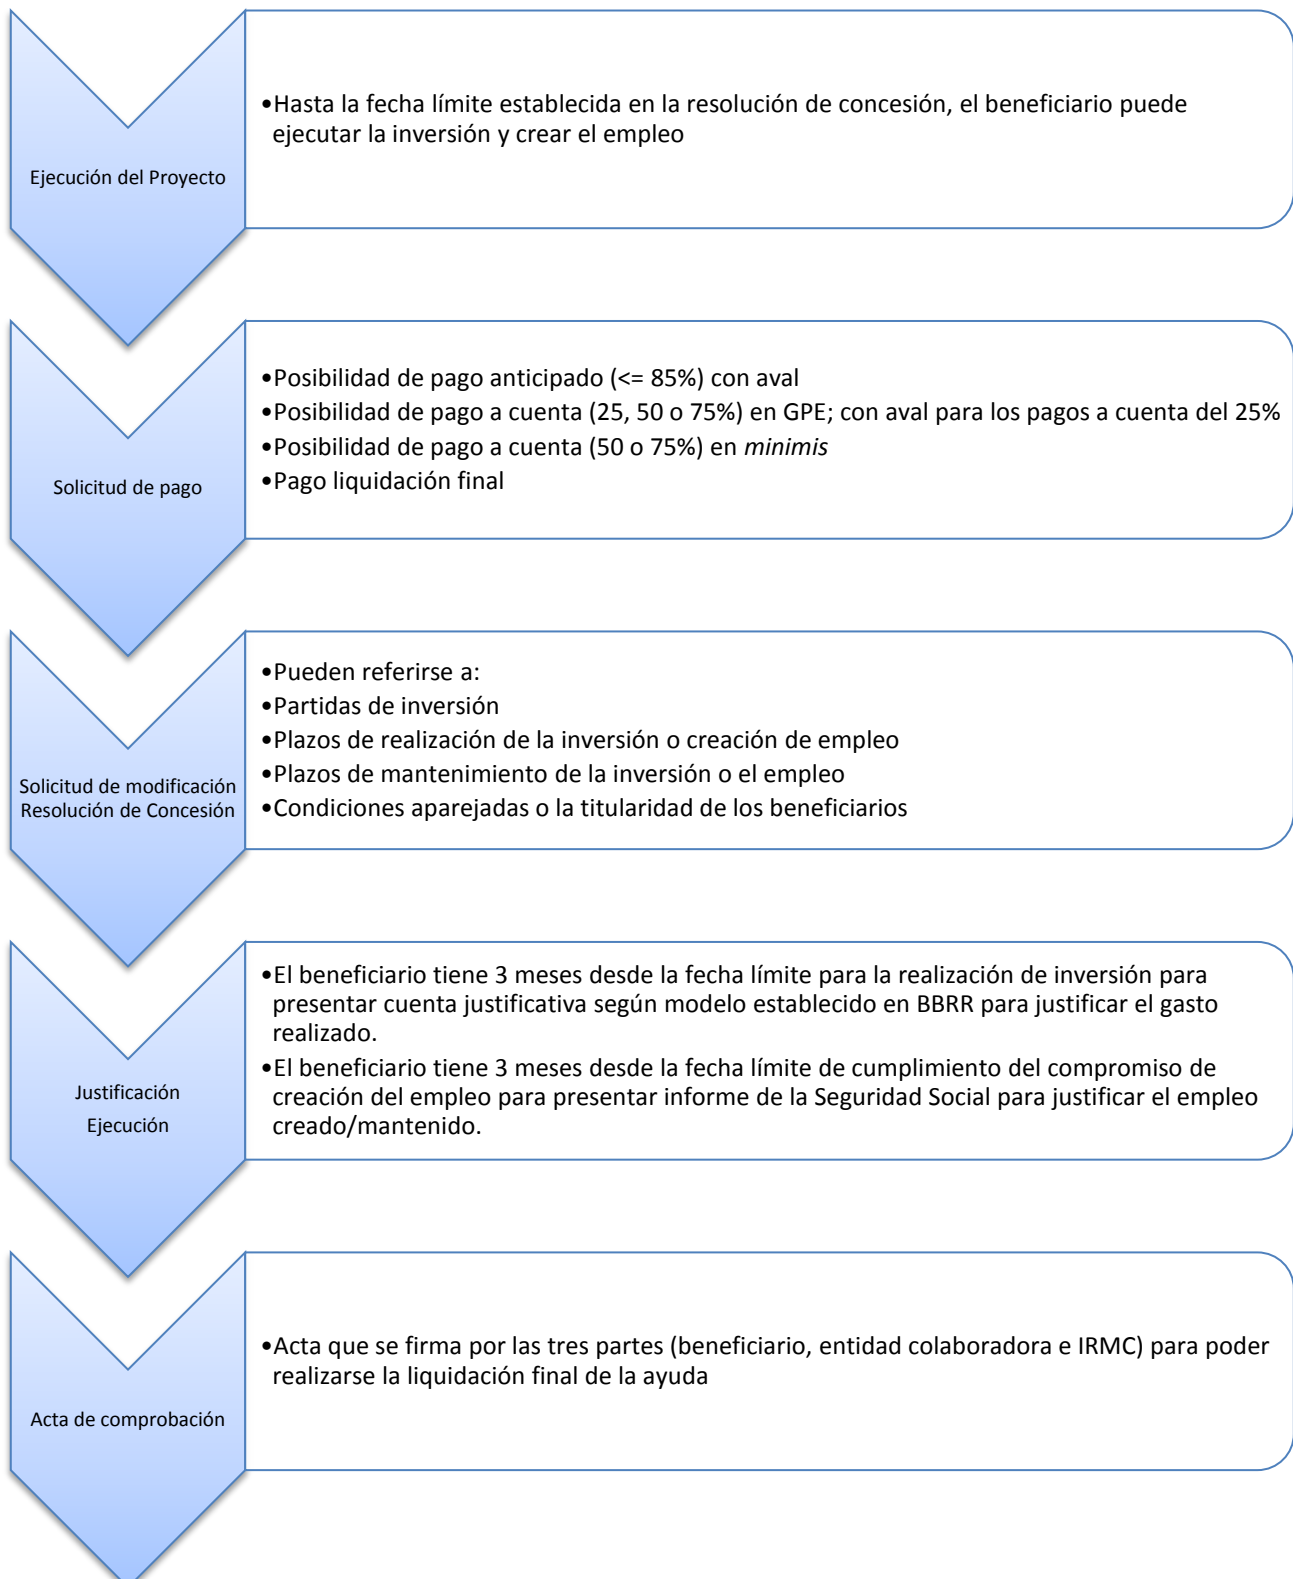 Ejecución del Proyecto
•Hasta la fecha límite establecida en la resolución de concesión, el beneficiario puede
ejecutar la inversión y crear el empleo
Solicitud de pago
•Posibilidad de pago anticipado (<= 85%) con aval
•Posibilidad de pago a cuenta (25, 50 o 75%) en GPE; con aval para los pagos a cuenta del 25%
•Posibilidad de pago a cuenta (50 o 75%) en minimis
•Pago liquidación final
Solicitud de modificación
Resolución de Concesión
•Pueden referirse a:
•Partidas de inversión
•Plazos de realización de la inversión o creación de empleo
•Plazos de mantenimiento de la inversión o el empleo
•Condiciones aparejadas o la titularidad de los beneficiarios
Justificación
Ejecución
•El beneficiario tiene 3 meses desde la fecha límite para la realización de inversión para
presentar cuenta justificativa según modelo establecido en BBRR para justificar el gasto
realizado.
•El beneficiario tiene 3 meses desde la fecha límite de cumplimiento del compromiso de
creación del empleo para presentar informe de la Seguridad Social para justificar el empleo
creado/mantenido.
Acta de comprobación
•Acta que se firma por las tres partes (beneficiario, entidad colaboradora e IRMC) para poder
realizarse la liquidación final de la ayuda